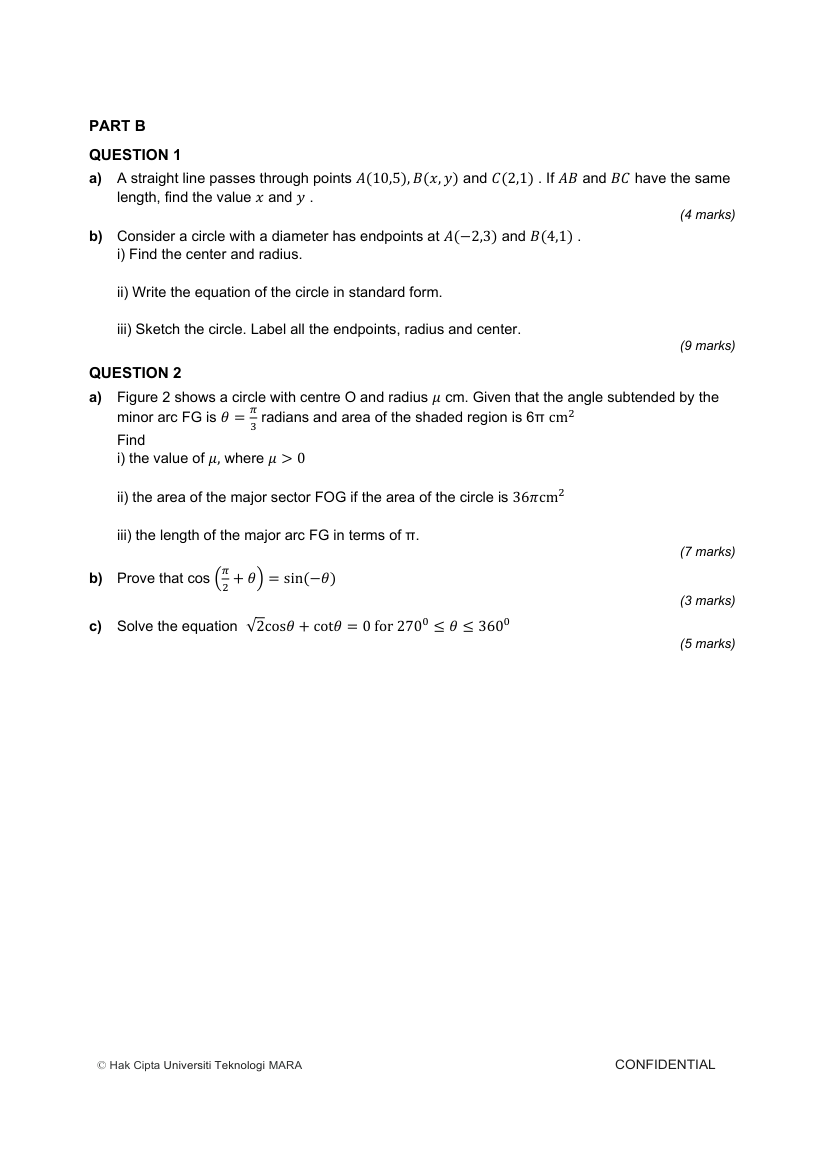 PART B
QUESTION 1
a) A straight line passes through points A(10,5), B(x, y) and C(2,1) . If AB and BC have the same
length, find the value x and y .
(4 marks)
b) Consider a circle with a diameter has endpoints at A(−2,3) and B(4,1) .
i) Find the center and radius.
ii) Write the equation of the circle in standard form.
iii) Sketch the circle. Label all the endpoints, radius and center.
(9 marks)
QUESTION 2
a) Figure 2 shows a circle with centre O and radius μ cm. Given that the angle subtended by the
minor arc FG is θ = π/3 radians and area of the shaded region is 6π cm²
Find
i) the value of μ, where μ > 0
ii) the area of the major sector FOG if the area of the circle is 36πcm²
iii) the length of the major arc FG in terms of π.
(7 marks)
b) Prove that cos (π/2 + θ) = sin(−θ)
(3 marks)
c) Solve the equation √2cosθ + cotθ = 0 for 270⁰ ≤ θ ≤ 360⁰
(5 marks)
© Hak Cipta Universiti Teknologi MARA CONFIDENTIAL